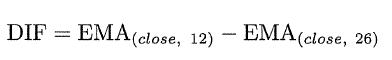 DIF = EMA(close, 12) − EMA(close, 26)